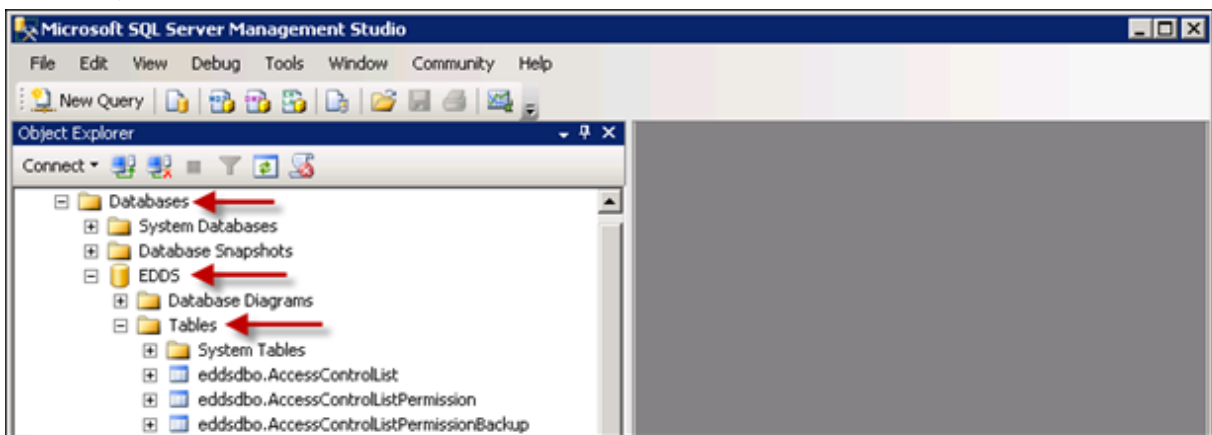 Microsoft SQL Server Management Studio
File Edit View Debug Tools Window Community Help
New Query
Object Explorer
Connect
Databases
System Databases
Database Snapshots
EDDS
Database Diagrams
Tables
System Tables
eddsdbo.AccessControlList
eddsdbo.AccessControlListPermission
eddsdbo.AccessControlListPermissionBackup